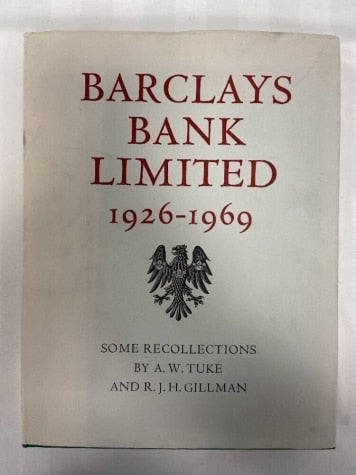 BARCLAYS
BANK
LIMITED
1926-1969
SOME RECOLLECTIONS
BY A. W. TUKE
AND R. J. H. GILLMAN